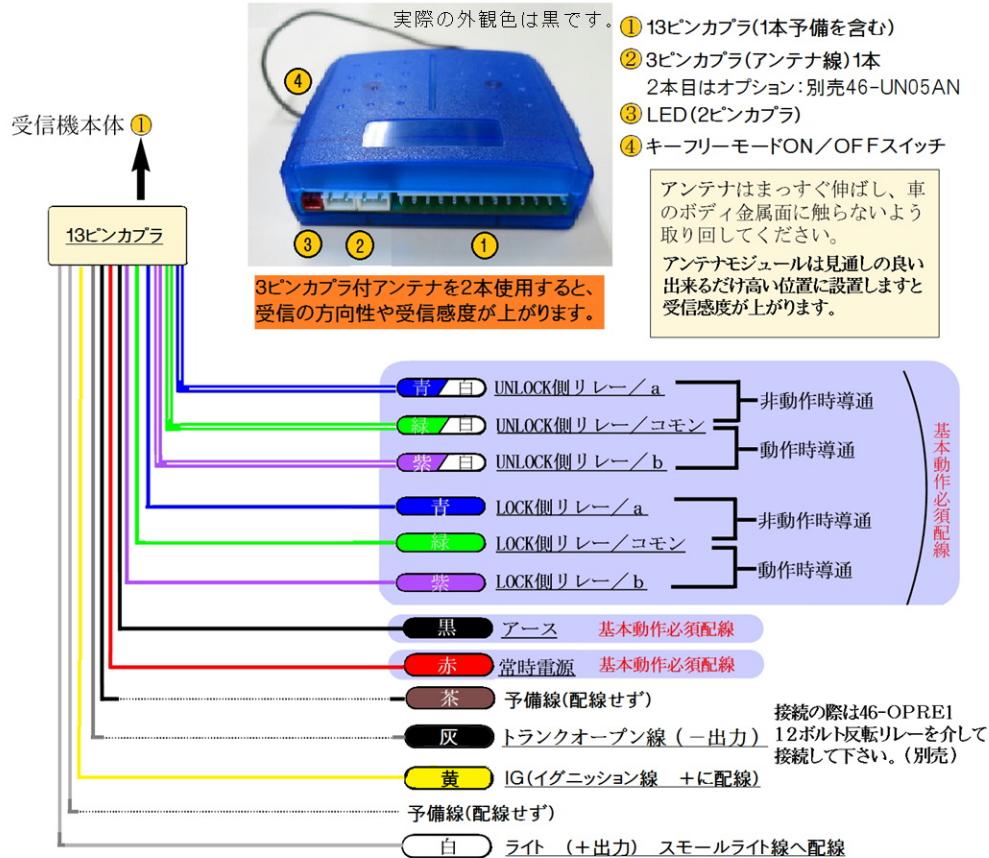 実際の外観色は黒です。
① 13ピンカプラ(1本予備を含む)
② 3ピンカプラ(アンテナ線)1本
2本目はオプション：別売46-UN05AN
③ LED(2ピンカプラ)
④ キーフリーモードON／OFFスイッチ
④
③
②
①
アンテナはまっすぐ伸ばし、車
のボディ金属面に触らないよう
取り回してください。
アンテナモジュールは見通しの良い
出来るだけ高い位置に設置しますと
受信感度が上がります。
受信機本体 ①
13ピンカプラ
3ピンカプラ付アンテナを2本使用すると、
受信の方向性や受信感度が上がります。
青／白 UNLOCK側リレー／a
非動作時導通
緑／白 UNLOCK側リレー／コモン
動作時導通
紫／白 UNLOCK側リレー／b
青 LOCK側リレー／a
非動作時導通
緑 LOCK側リレー／コモン
動作時導通
紫 LOCK側リレー／b
基本動作必須配線
黒 アース 基本動作必須配線
赤 常時電源 基本動作必須配線
茶 予備線(配線せず)
灰 トランクオープン線（－出力）
接続の際は46-OPRE1
12ボルト反転リレーを介して
接続して下さい。(別売)
黄 IG(イグニッション線 +に配線)
予備線(配線せず)
白 ライト （+出力） スモールライト線へ配線